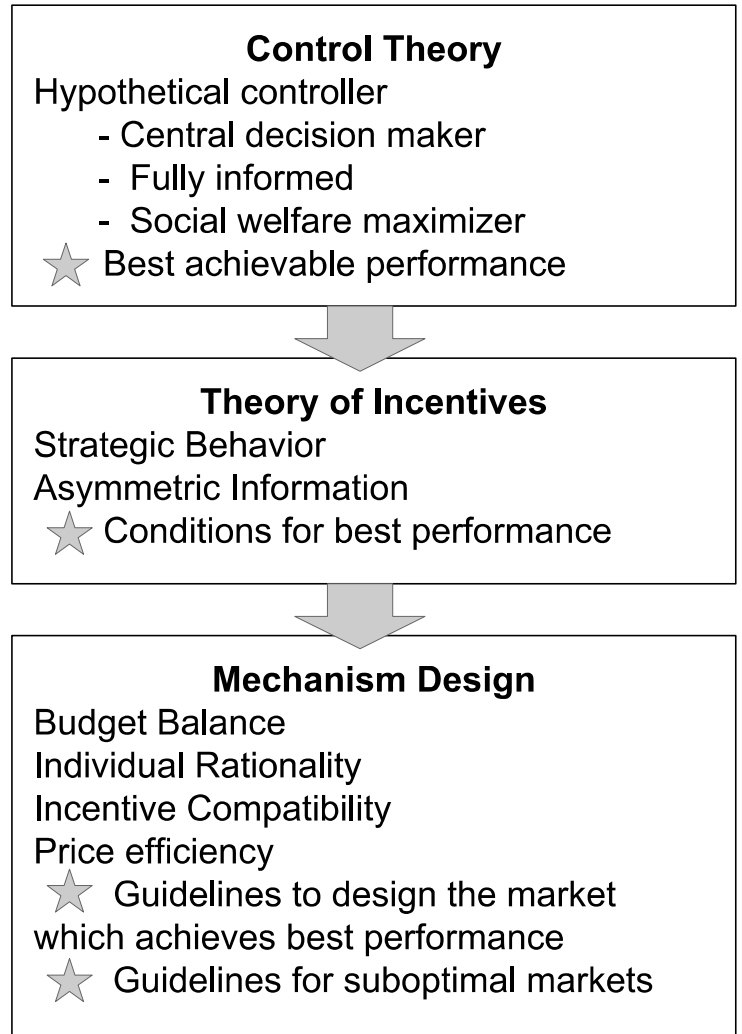 Control Theory
Hypothetical controller
- Central decision maker
- Fully informed
- Social welfare maximizer
Best achievable performance
Theory of Incentives
Strategic Behavior
Asymmetric Information
Conditions for best performance
Mechanism Design
Budget Balance
Individual Rationality
Incentive Compatibility
Price efficiency
Guidelines to design the market
which achieves best performance
Guidelines for suboptimal markets